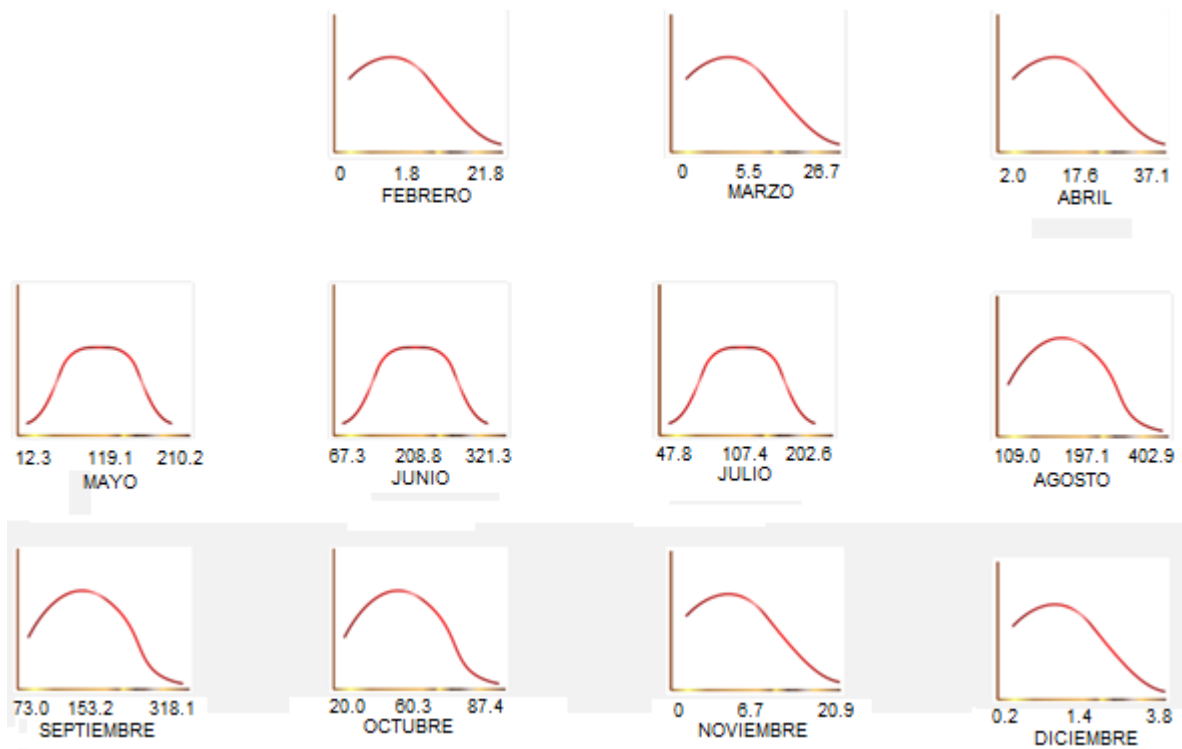 0 1.8 21.8
FEBRERO
0 5.5 26.7
MARZO
2.0 17.6 37.1
ABRIL
12.3 119.1 210.2
MAYO
67.3 208.8 321.3
JUNIO
47.8 107.4 202.6
JULIO
109.0 197.1 402.9
AGOSTO
73.0 153.2 318.1
SEPTIEMBRE
20.0 60.3 87.4
OCTUBRE
0 6.7 20.9
NOVIEMBRE
0.2 1.4 3.8
DICIEMBRE